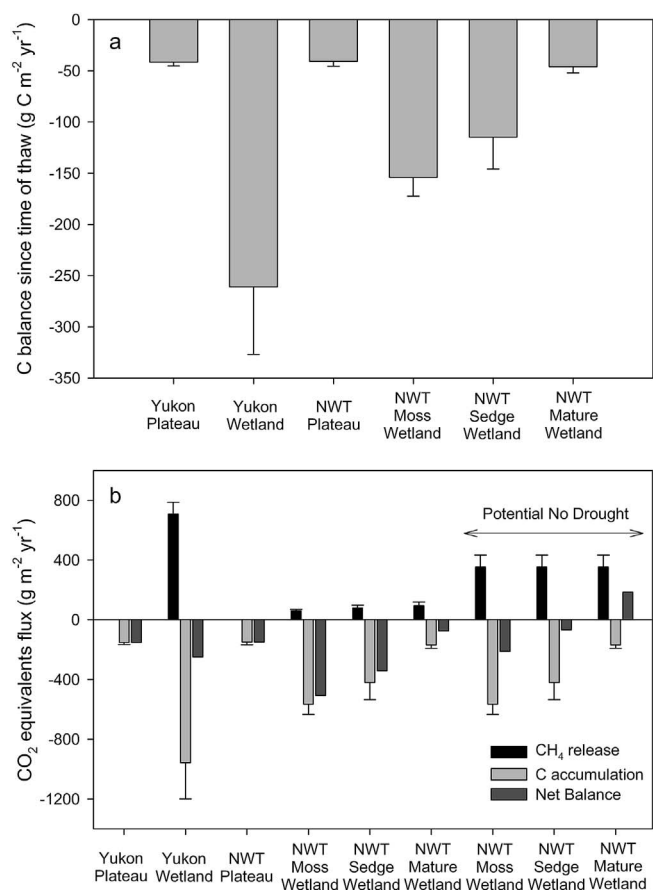 a
C balance since time of thaw (g C m⁻² yr⁻¹)
0
-50
-100
-150
-200
-250
-300
-350
Yukon
Plateau
Yukon
Wetland
NWT
Plateau
NWT
Moss
Wetland
NWT
Sedge
Wetland
NWT
Mature
Wetland
b
CO₂ equivalents flux (g m⁻² yr⁻¹)
800
400
0
-400
-800
-1200
Potential No Drought
CH₄ release
C accumulation
Net Balance
Yukon
Plateau
Yukon
Wetland
NWT
Plateau
NWT
Moss
Wetland
NWT
Sedge
Wetland
NWT
Mature
Wetland
NWT
Moss
Wetland
NWT
Sedge
Wetland
NWT
Mature
Wetland